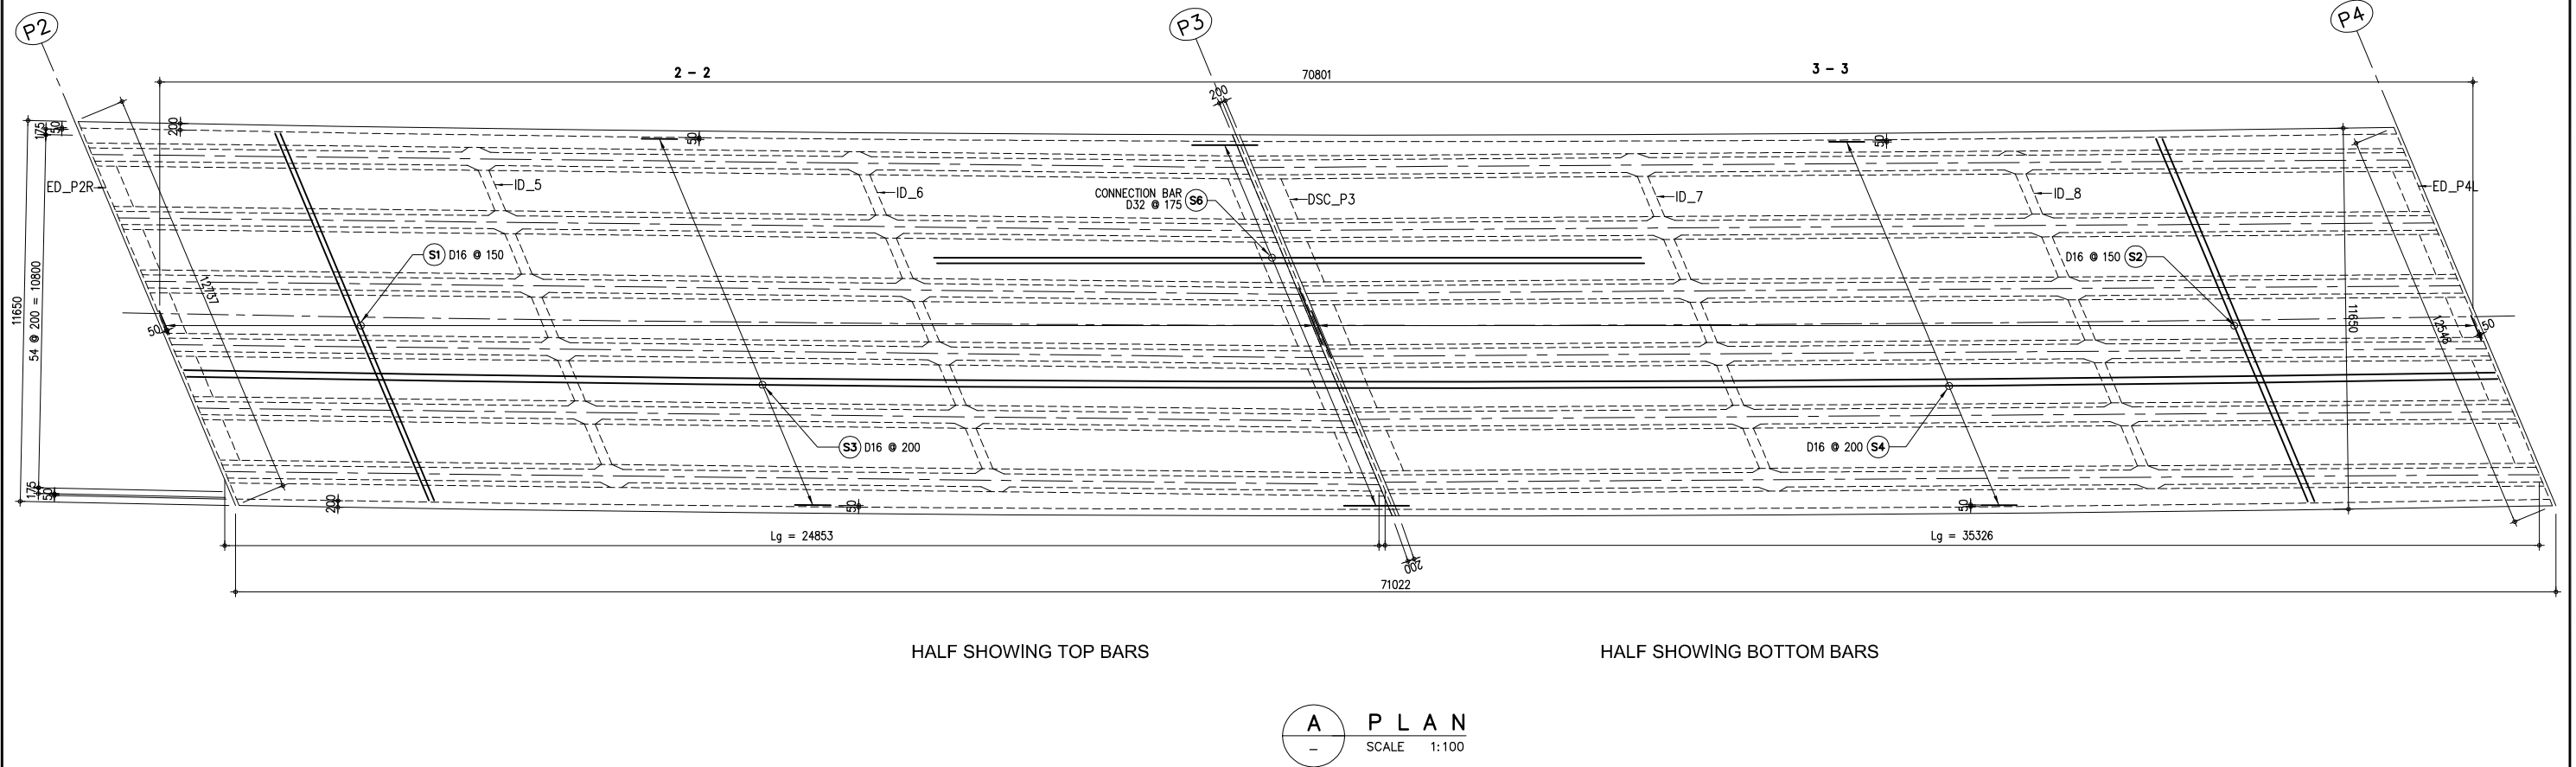 P2
P3
P4
2 - 2
70801
3 - 3
200
175
50
200
50
50
ED_P2R
ID_5
ID_6
CONNECTION BAR
D32 @ 175
S6
DSC_P3
ID_7
ID_8
ED_P4L
S1 D16 @ 150
D16 @ 150 S2
11650
54 @ 200 = 10800
12767
50
11650
12548
50
S3 D16 @ 200
D16 @ 200 S4
175
50
200
50
50
Lg = 24853
Lg = 35326
200
71022
HALF SHOWING TOP BARS
HALF SHOWING BOTTOM BARS
A
-
PLAN
SCALE 1:100